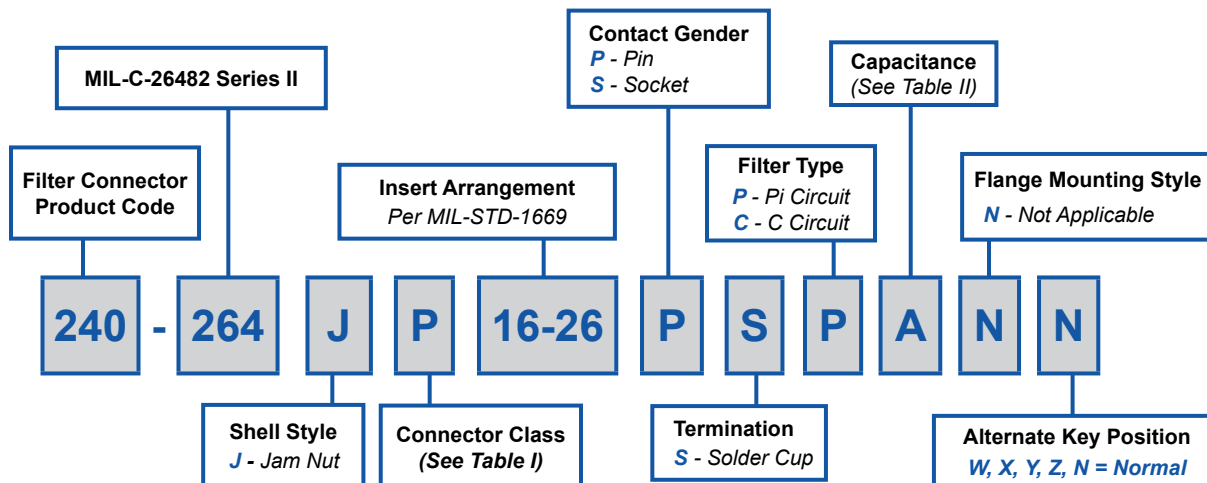 MIL-C-26482 Series II
Contact Gender
P - Pin
S - Socket
Capacitance
(See Table II)
Filter Connector
Product Code
Insert Arrangement
Per MIL-STD-1669
Filter Type
P - Pi Circuit
C - C Circuit
Flange Mounting Style
N - Not Applicable
240 - 264 J P 16-26 P S P A N N
Shell Style
J - Jam Nut
Connector Class
(See Table I)
Termination
S - Solder Cup
Alternate Key Position
W, X, Y, Z, N = Normal